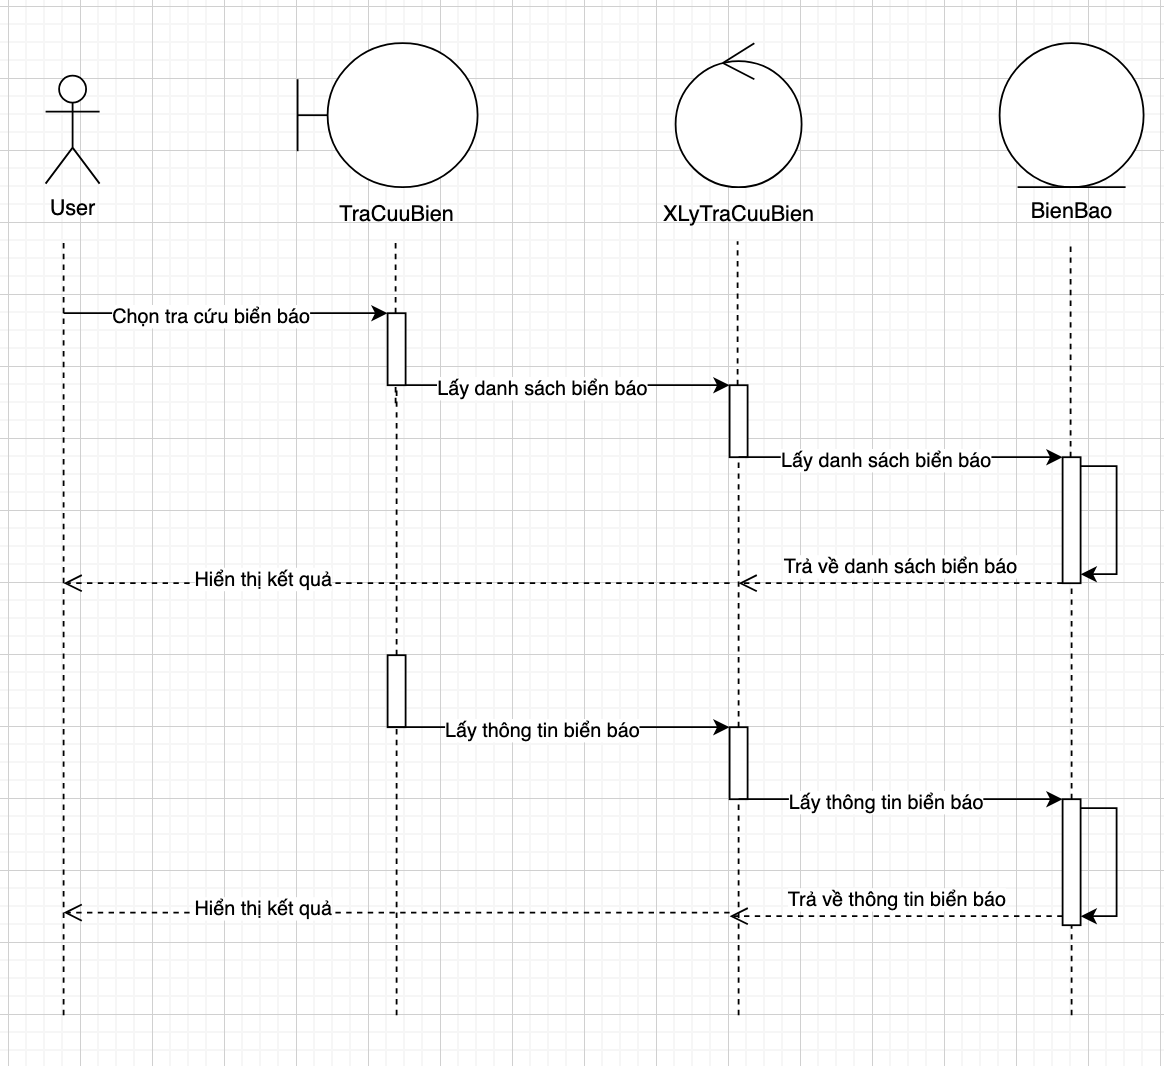 User
TraCuuBien
XLyTraCuuBien
BienBao
Chọn tra cứu biển báo
Lấy danh sách biển báo
Lấy danh sách biển báo
Trả về danh sách biển báo
Hiển thị kết quả
Lấy thông tin biển báo
Lấy thông tin biển báo
Trả về thông tin biển báo
Hiển thị kết quả